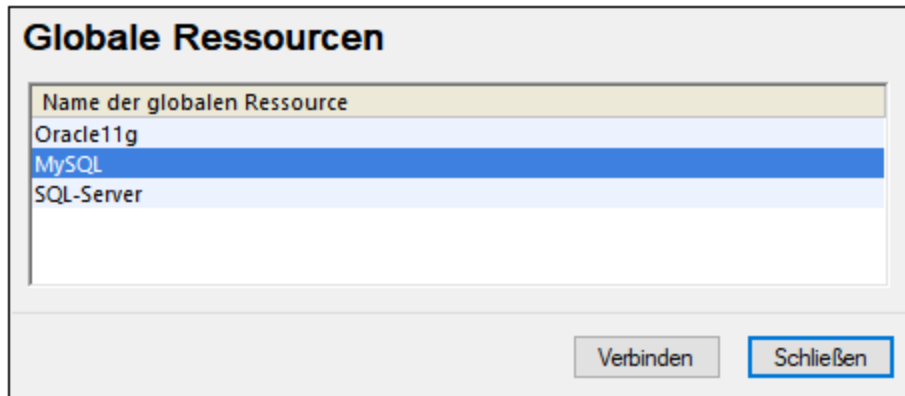 Globale Ressourcen
Name der globalen Ressource
Oracle11g
MySQL
SQL-Server
Verbinden Schließen